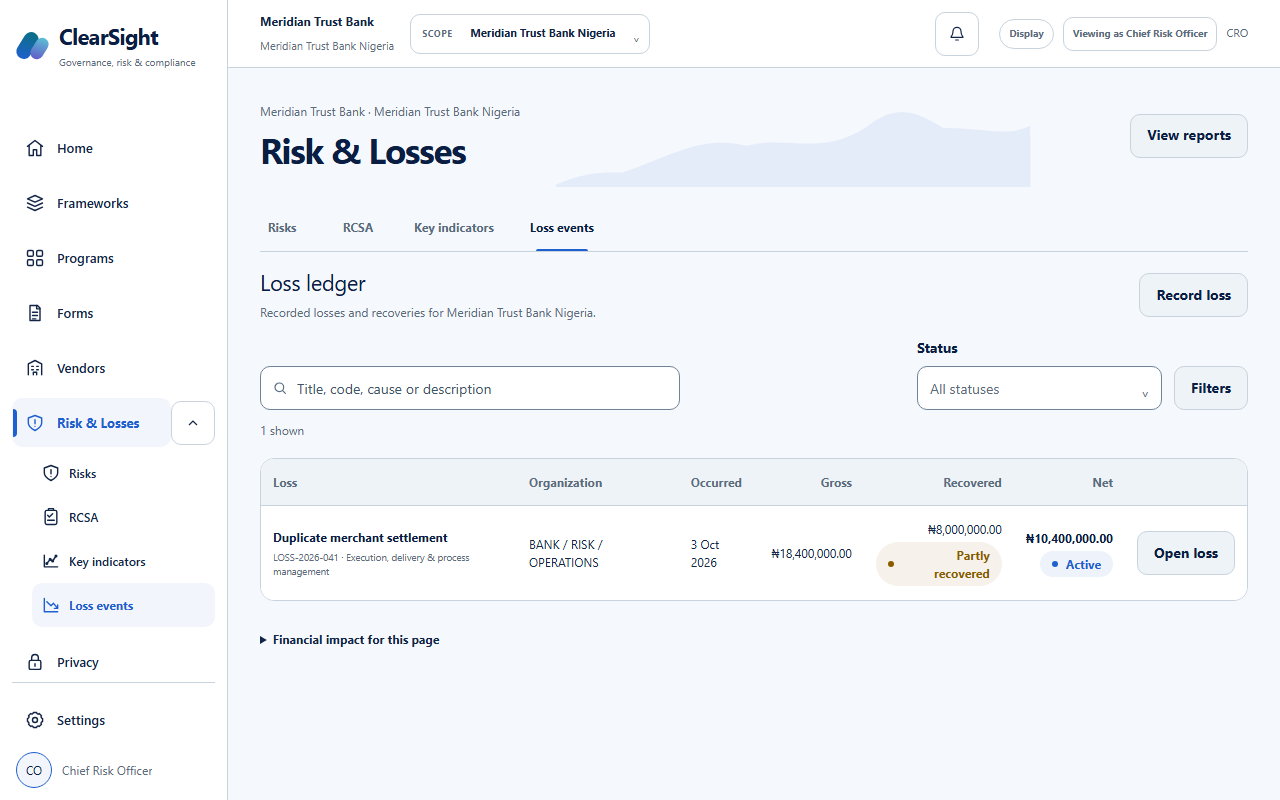 ClearSight
Governance, risk & compliance
Home
Frameworks
Programs
Forms
Vendors
Risk & Losses
Risks
RCSA
Key indicators
Loss events
Privacy
Settings
CO
Chief Risk Officer
Meridian Trust Bank
Meridian Trust Bank Nigeria
SCOPE
Meridian Trust Bank Nigeria
Display
Viewing as Chief Risk Officer
CRO
Meridian Trust Bank · Meridian Trust Bank Nigeria
Risk & Losses
View reports
Risks
RCSA
Key indicators
Loss events
Loss ledger
Recorded losses and recoveries for Meridian Trust Bank Nigeria.
Record loss
Status
Title, code, cause or description
All statuses
Filters
1 shown
Loss
Organization
Occurred
Gross
Recovered
Net
Duplicate merchant settlement
LOSS-2026-041 · Execution, delivery & process
management
BANK / RISK /
OPERATIONS
3 Oct
2026
₦18,400,000.00
₦8,000,000.00
Partly
recovered
₦10,400,000.00
Active
Open loss
Financial impact for this page